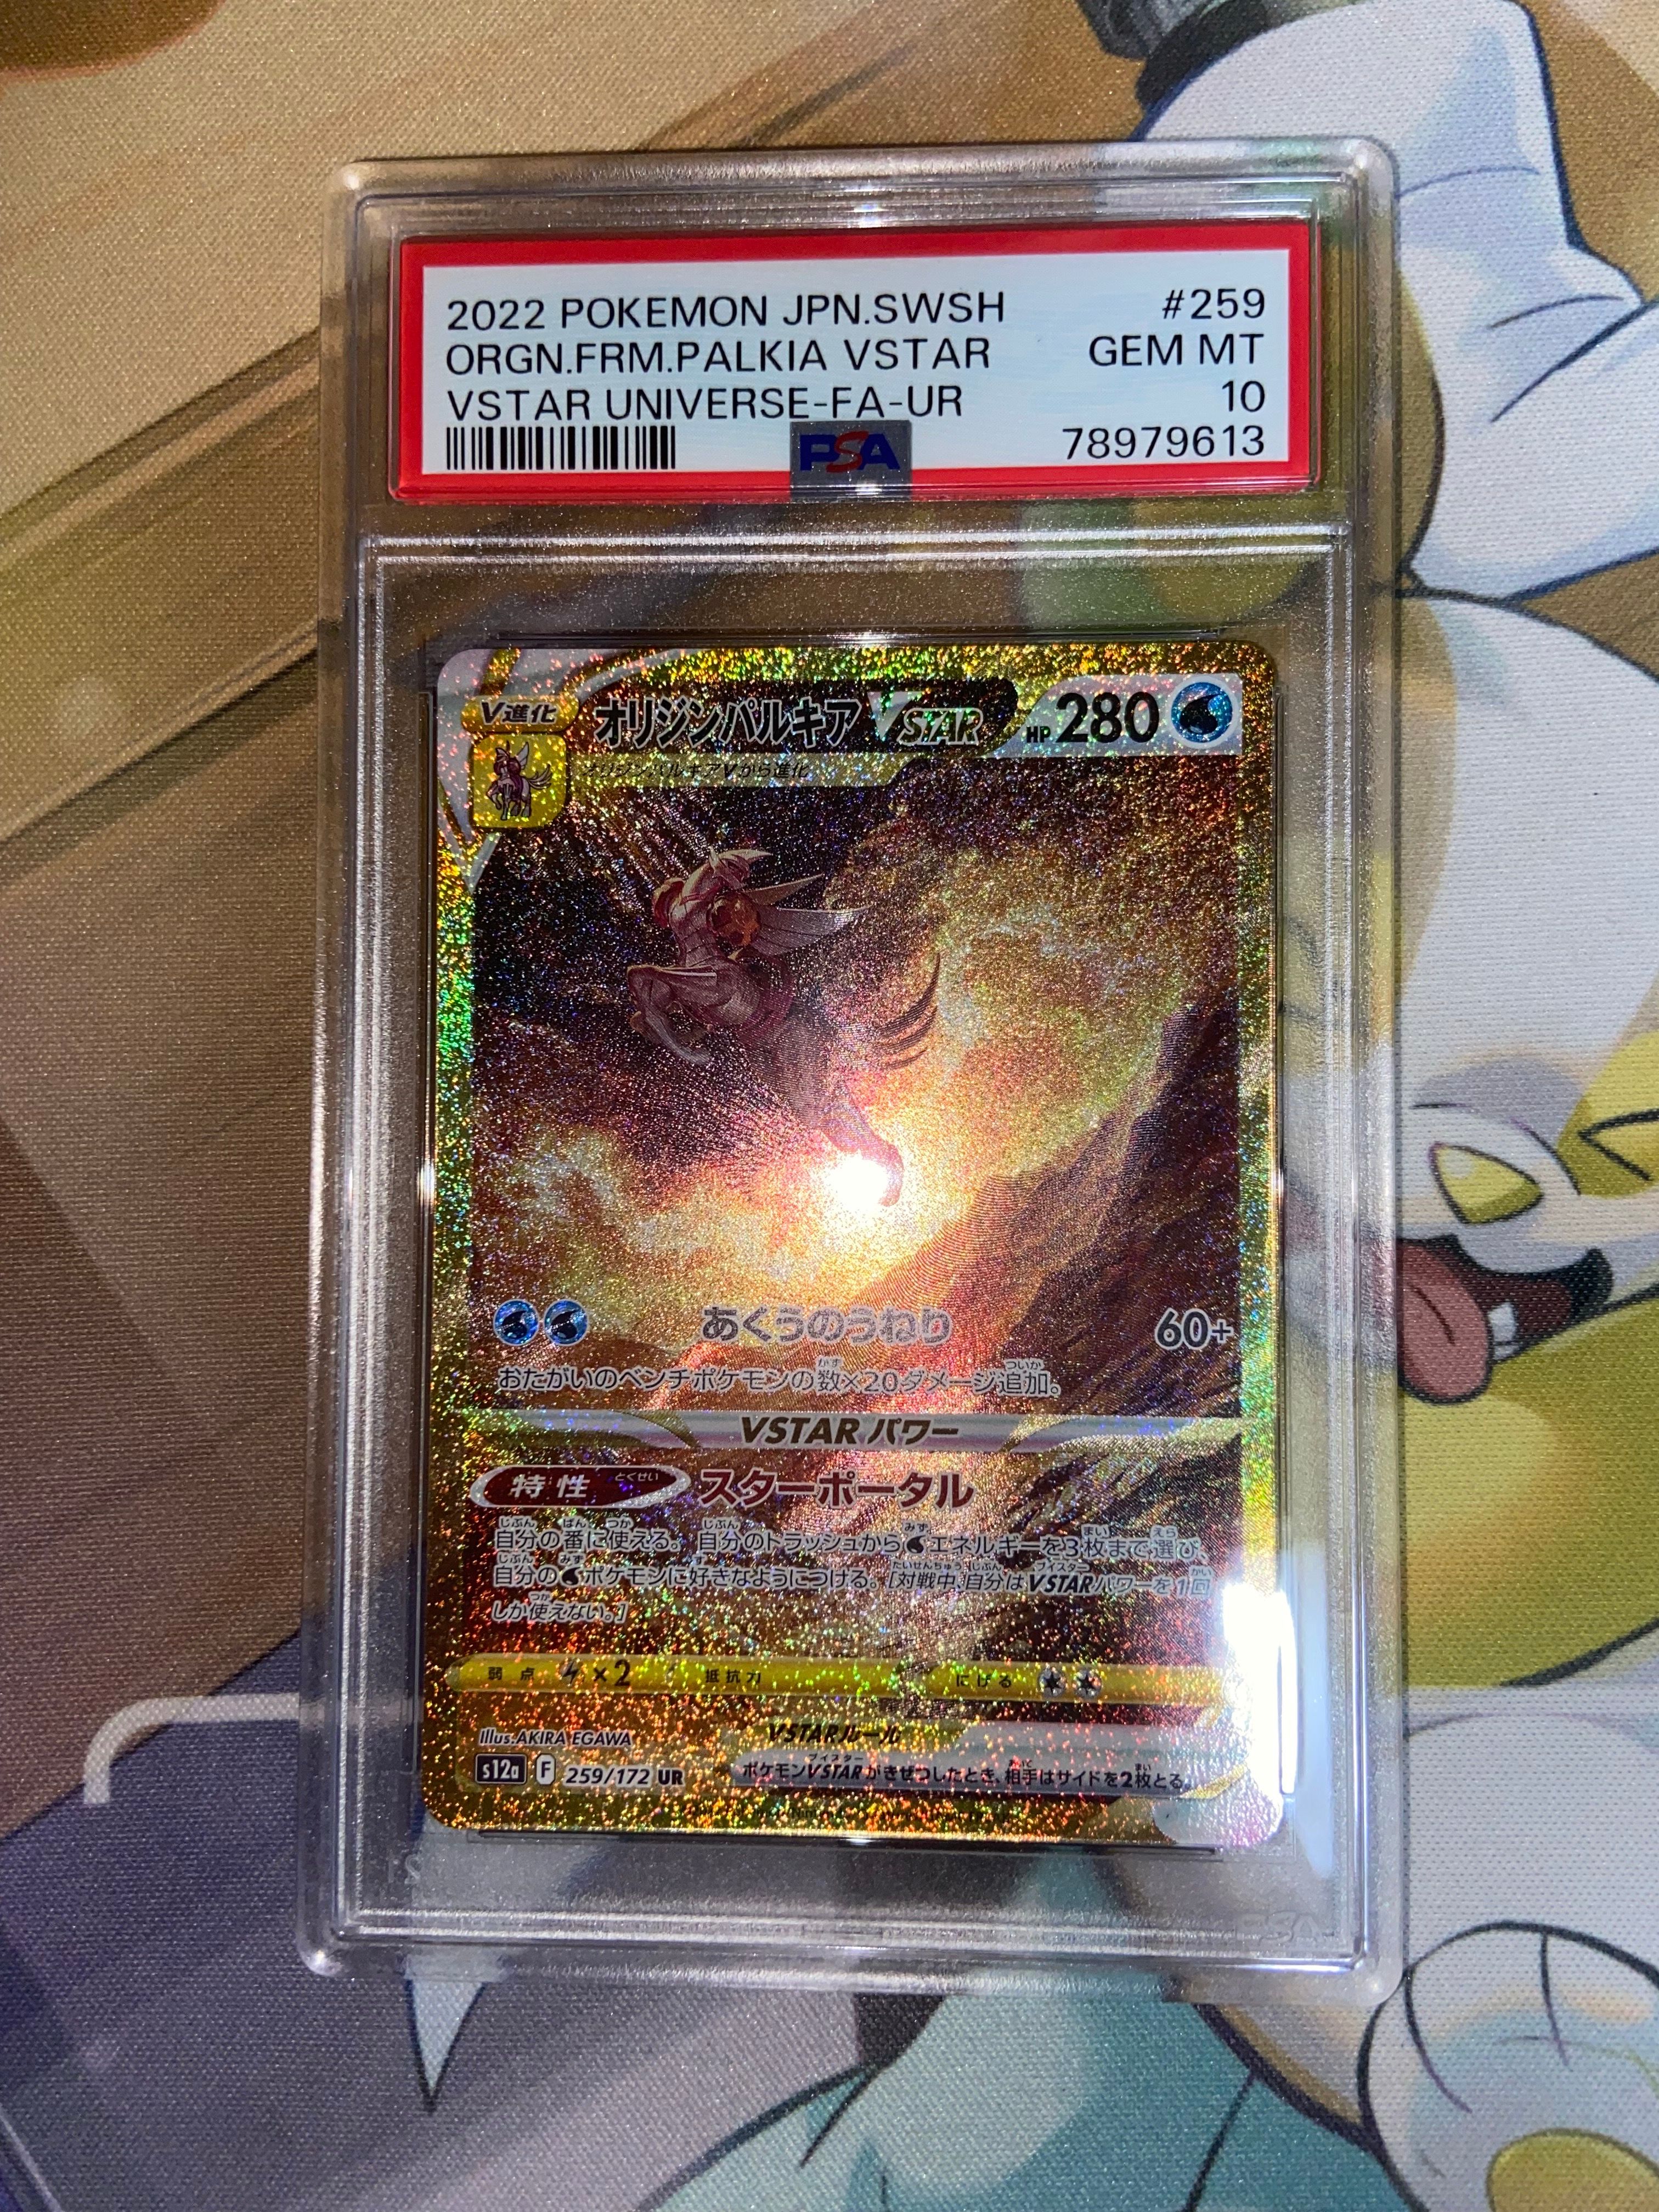 2022 POKEMON JPN.SWSH #259
ORGN.FRM.PALKIA VSTAR GEM MT
VSTAR UNIVERSE-FA-UR 10
PSA 78979613
V進化 オリジンパルキア VSTAR HP 280
オリジンパルキアVから進化
あくうのうねり 60+
おたがいのベンチポケモンの数×20ダメージ追加。
VSTARパワー
特性 スターポータル
自分の番に使える。自分のトラッシュからエネルギーを3枚まで選び、
自分のポケモンに好きなようにつける。[対戦中、自分はVSTARパワーを1回
しか使えない。]
弱点 ×2 抵抗力 にげる
illus.AKIRA EGAWA VSTARルール
s12a F 259/172 UR ポケモンVSTARがきぜつしたとき、相手はサイドを2枚とる。